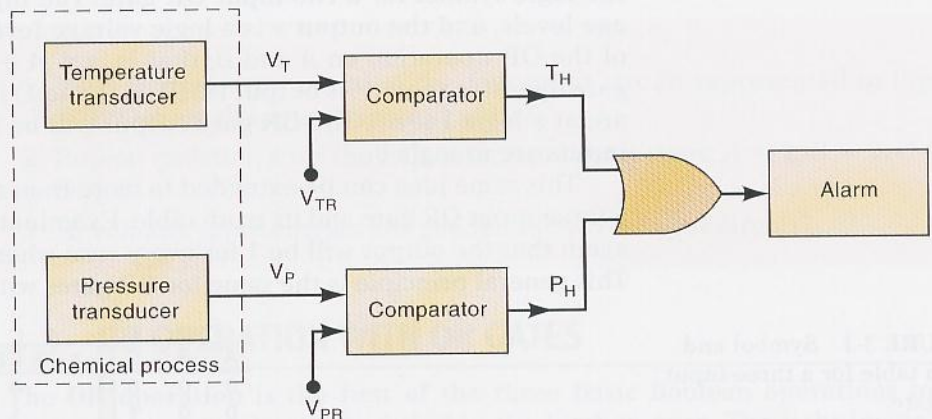 Temperature
transducer
V_T
Comparator
T_H
V_TR
Alarm
Pressure
transducer
V_P
Comparator
P_H
Chemical process
V_PR